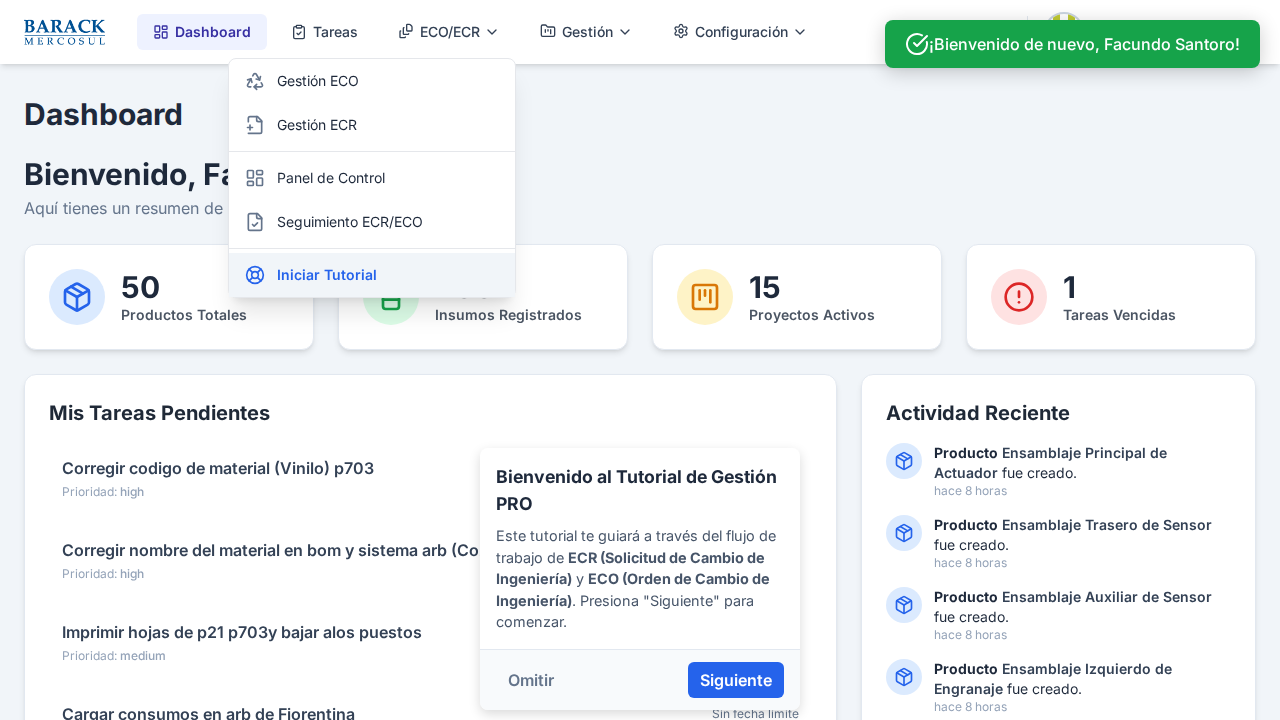 BARACK
MERCOSUL
Dashboard
Tareas
ECO/ECR
Gestión
Configuración
¡Bienvenido de nuevo, Facundo Santoro!
Gestión ECO
Gestión ECR
Panel de Control
Seguimiento ECR/ECO
Iniciar Tutorial
Dashboard
Bienvenido, Fa
Aquí tienes un resumen de
50
Productos Totales
Insumos Registrados
15
Proyectos Activos
1
Tareas Vencidas
Mis Tareas Pendientes
Corregir codigo de material (Vinilo) p703
Prioridad: high
Corregir nombre del material en bom y sistema arb (Co
Prioridad: high
Imprimir hojas de p21 p703y bajar alos puestos
Prioridad: medium
Cargar consumos en arb de Fiorentina
Sin fecha límite
Bienvenido al Tutorial de Gestión
PRO
Este tutorial te guiará a través del flujo de
trabajo de ECR (Solicitud de Cambio de
Ingeniería) y ECO (Orden de Cambio de
Ingeniería). Presiona "Siguiente" para
comenzar.
Omitir
Siguiente
Actividad Reciente
Producto Ensamblaje Principal de
Actuador fue creado.
hace 8 horas
Producto Ensamblaje Trasero de Sensor
fue creado.
hace 8 horas
Producto Ensamblaje Auxiliar de Sensor
fue creado.
hace 8 horas
Producto Ensamblaje Izquierdo de
Engranaje fue creado.
hace 8 horas